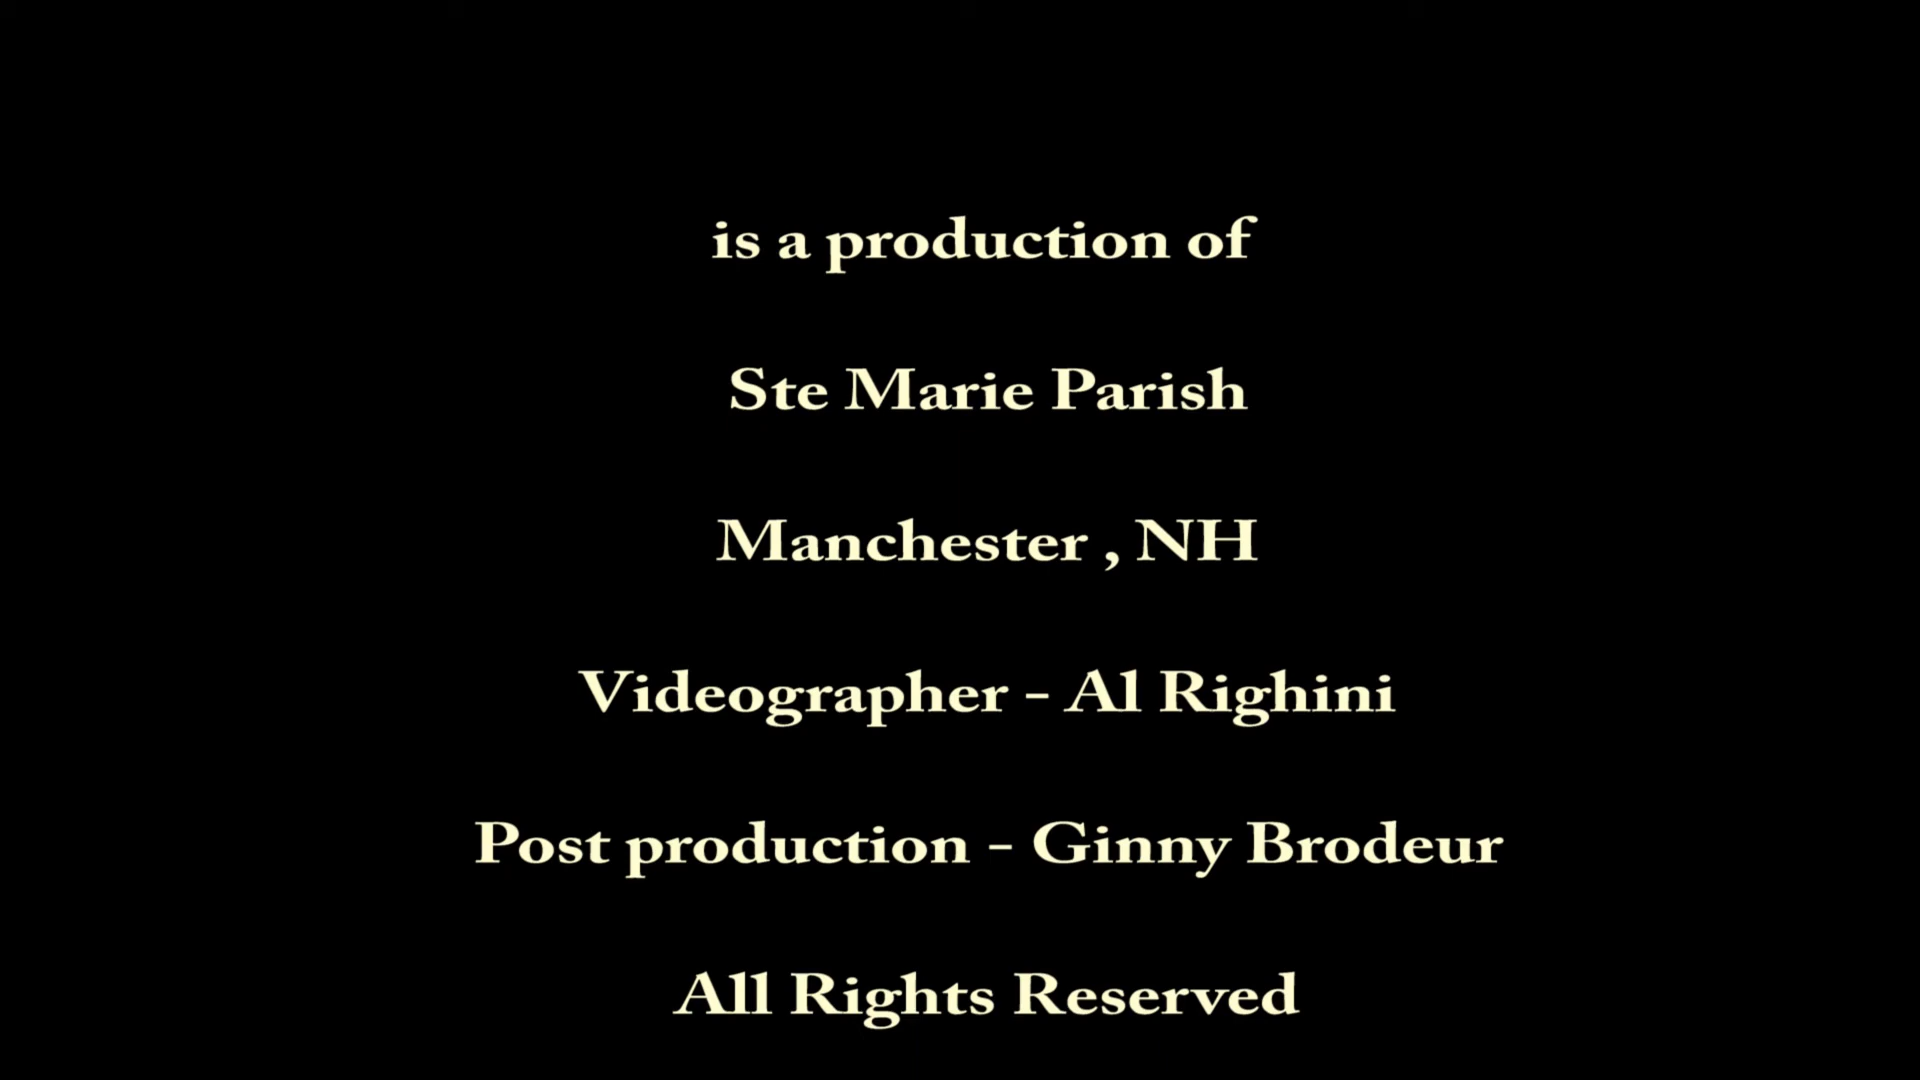 is a production of
Ste Marie Parish
Manchester , NH
Videographer - Al Righini
Post production - Ginny Brodeur
All Rights Reserved